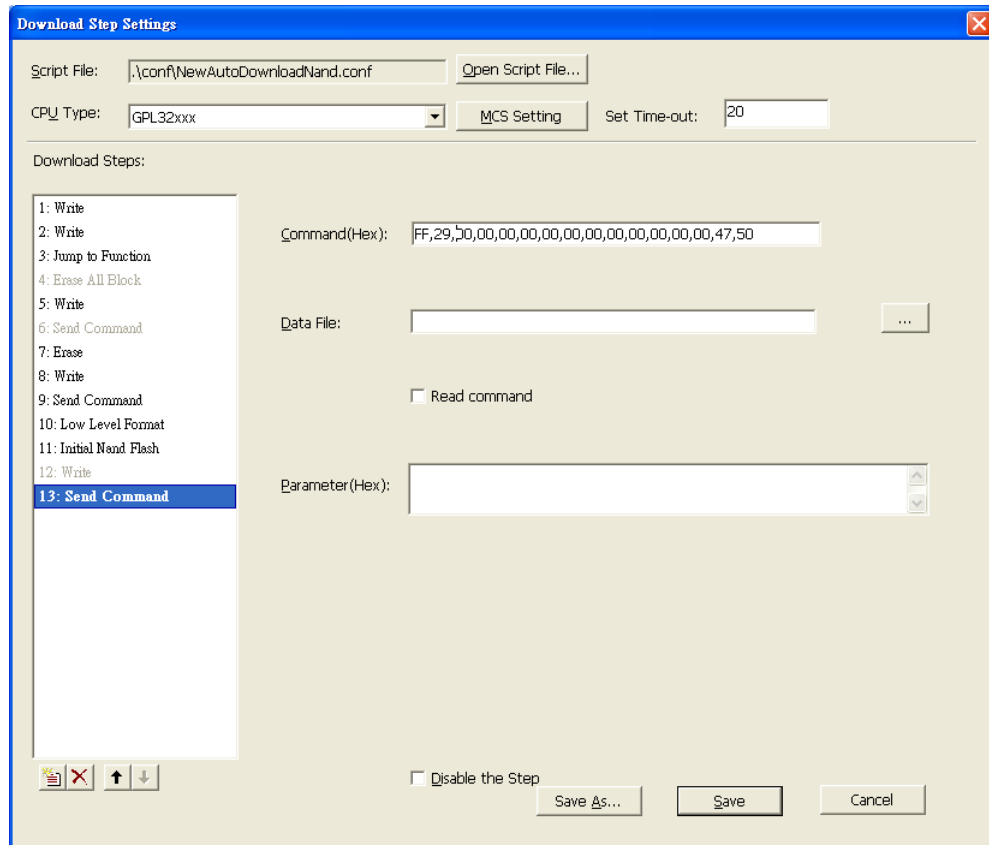 Download Step Settings
Script File: .\conf\NewAutoDownloadNand.conf Open Script File...
CPU Type: GPL32xxx MCS Setting Set Time-out: 20
Download Steps:
1: Write
2: Write
3: Jump to Function
4: Erase All Block
5: Write
6: Send Command
7: Erase
8: Write
9: Send Command
10: Low Level Format
11: Initial Nand Flash
12: Write
13: Send Command
Command(Hex): FF,29,00,00,00,00,00,00,00,00,00,00,00,00,47,50
Data File: ...
Read command
Parameter(Hex):
Disable the Step
Save As... Save Cancel